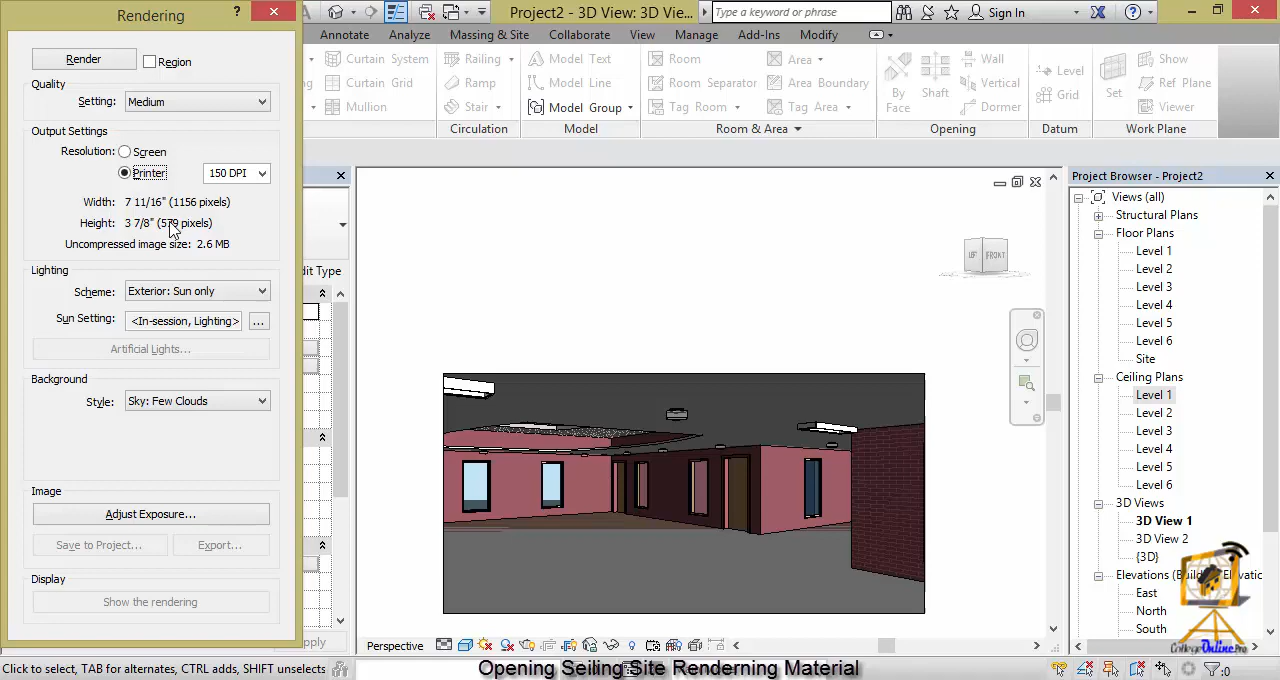 Rendering ?
Project2 - 3D View: 3D Vie...
Type a keyword or phrase
Sign In
Annotate Analyze Massing & Site Collaborate View Manage Add-Ins Modify
Render
Region
Quality
Setting: Medium
Output Settings
Resolution: Screen
Printer 150 DPI
Width: 7 11/16" (1156 pixels)
Height: 3 7/8" (579 pixels)
Uncompressed image size: 2.6 MB
Lighting
Scheme: Exterior: Sun only
Sun Setting: <In-session, Lighting> ...
Artificial Lights...
Background
Style: Sky: Few Clouds
Image
Adjust Exposure...
Save to Project... Export...
Display
Show the rendering
Curtain System
Curtain Grid
Mullion
Railing
Ramp
Stair
Circulation
Model Text
Model Line
Model Group
Model
Room
Room Separator
Tag Room
Area
Area Boundary
Tag Area
Room & Area
By
Face
Shaft
Wall
Vertical
Dormer
Opening
Level
Grid
Datum
Set
Show
Ref Plane
Viewer
Work Plane
dit Type
pply
LEFT FRONT
Project Browser - Project2
Views (all)
Structural Plans
Floor Plans
Level 1
Level 2
Level 3
Level 4
Level 5
Level 6
Site
Ceiling Plans
Level 1
Level 2
Level 3
Level 4
Level 5
Level 6
3D Views
3D View 1
3D View 2
{3D}
Elevations (Buil
vatic
East
North
South
CollegeOnline.Pro
Perspective
Click to select, TAB for alternates, CTRL adds, SHIFT unselects
Opening Seiling Site Renderning Material
:0